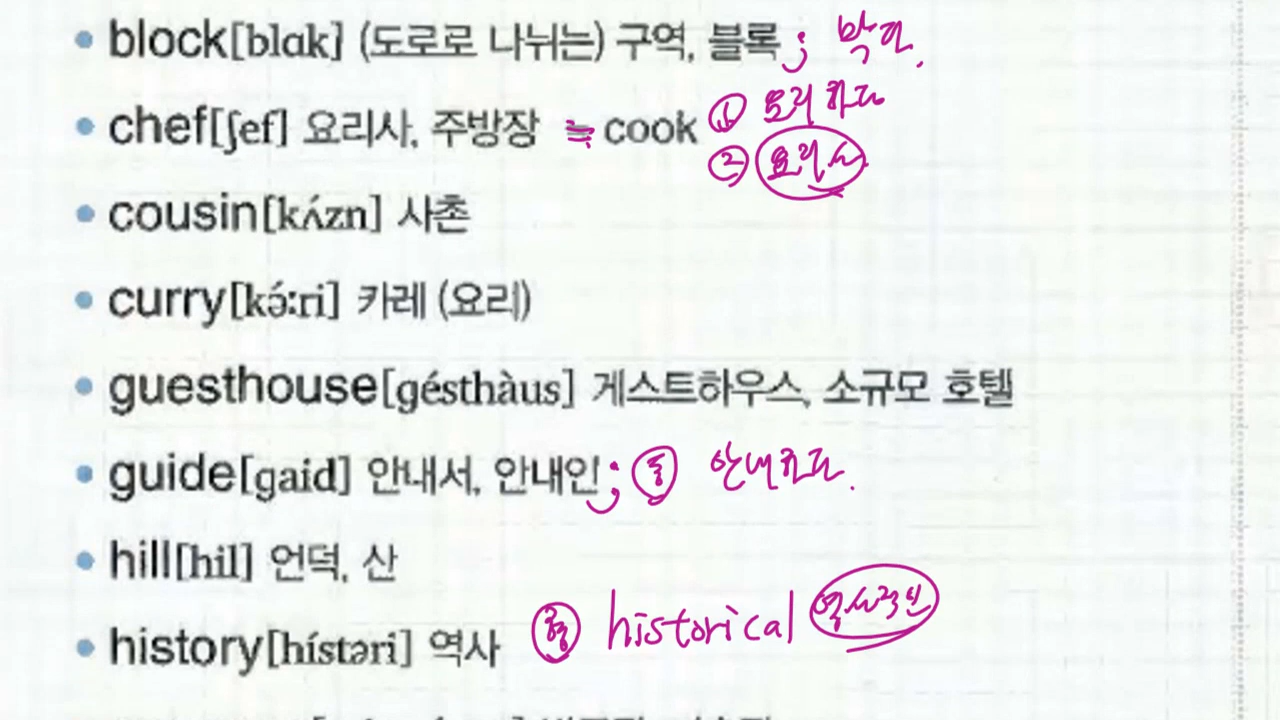 block[blɑk] (도로로 나뉘는) 구역, 블록 ; 막다.
chef[ʃef] 요리사, 주방장 ≒ cook ① 요리하다
② 요리사.
cousin[kʌ́zn] 사촌
curry[kə́ːri] 카레 (요리)
guesthouse[gésthàus] 게스트하우스, 소규모 호텔
guide[gaid] 안내서, 안내인 ; 동 안내하다.
hill[hil] 언덕, 산
history[hístəri] 역사 형 historical 역사적인